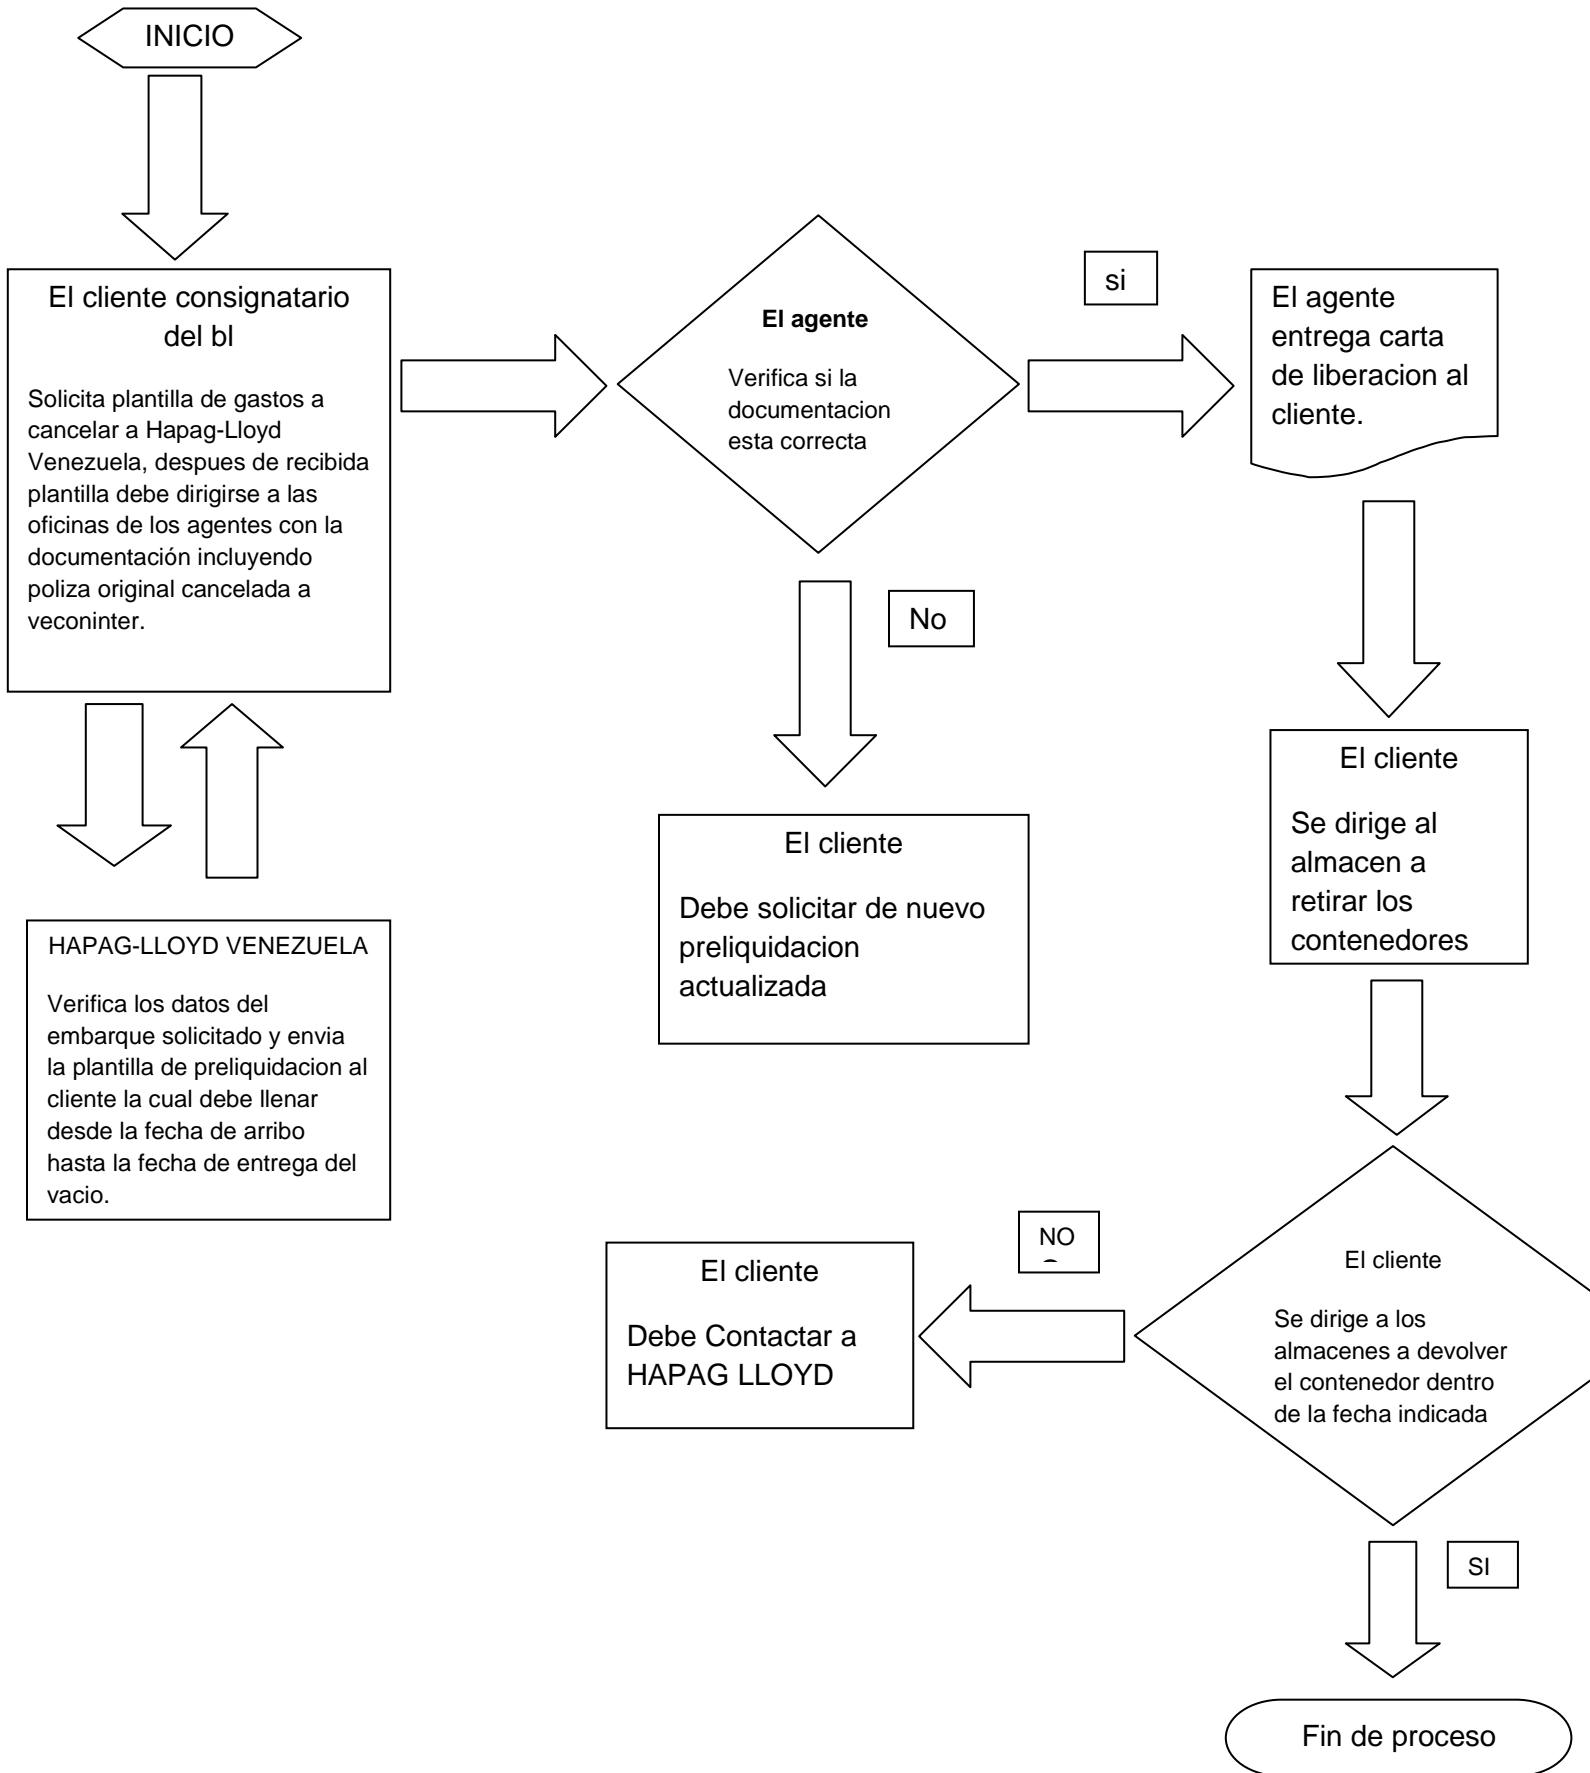 INICIO
El cliente consignatario
del bl
Solicita plantilla de gastos a
cancelar a Hapag-Lloyd
Venezuela, despues de recibida
plantilla debe dirigirse a las
oficinas de los agentes con la
documentación incluyendo
poliza original cancelada a
veconinter.
HAPAG-LLOYD VENEZUELA
Verifica los datos del
embarque solicitado y envia
la plantilla de preliquidacion al
cliente la cual debe llenar
desde la fecha de arribo
hasta la fecha de entrega del
vacio.
El agente
Verifica si la
documentacion
esta correcta
si
No
El cliente
Debe solicitar de nuevo
preliquidacion
actualizada
El agente
entrega carta
de liberacion al
cliente.
El cliente
Se dirige al
almacen a
retirar los
contenedores
El cliente
Se dirige a los
almacenes a devolver
el contenedor dentro
de la fecha indicada
NO
El cliente
Debe Contactar a
HAPAG LLOYD
SI
Fin de proceso